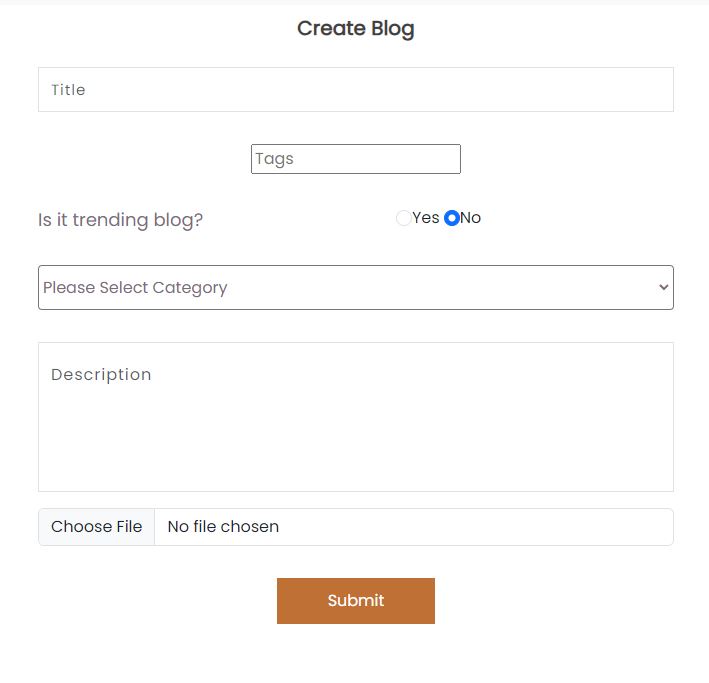 Create Blog
Title
Tags
Is it trending blog? Yes No
Please Select Category
Description
Choose File No file chosen
Submit